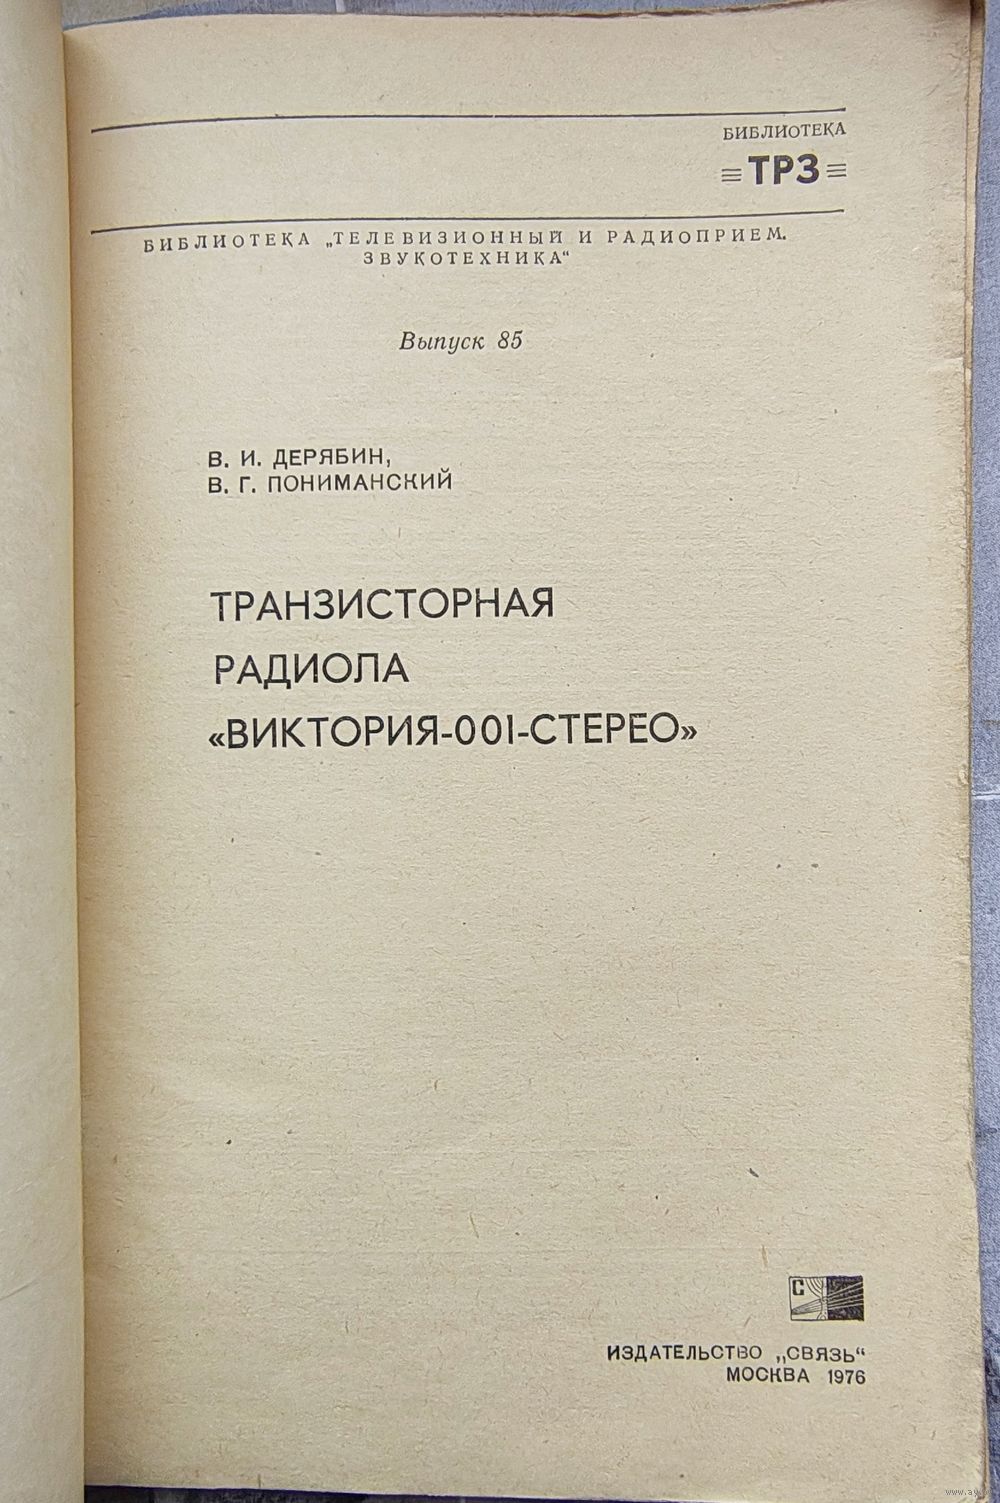 БИБЛИОТЕКА
ТРЗ
БИБЛИОТЕКА „ТЕЛЕВИЗИОННЫЙ И РАДИОПРИЕМ.
ЗВУКОТЕХНИКА“
Выпуск 85
В. И. ДЕРЯБИН,
В. Г. ПОНИМАНСКИЙ
ТРАНЗИСТОРНАЯ
РАДИОЛА
«ВИКТОРИЯ-001-СТЕРЕО»
С
ИЗДАТЕЛЬСТВО „СВЯЗЬ“
МОСКВА 1976